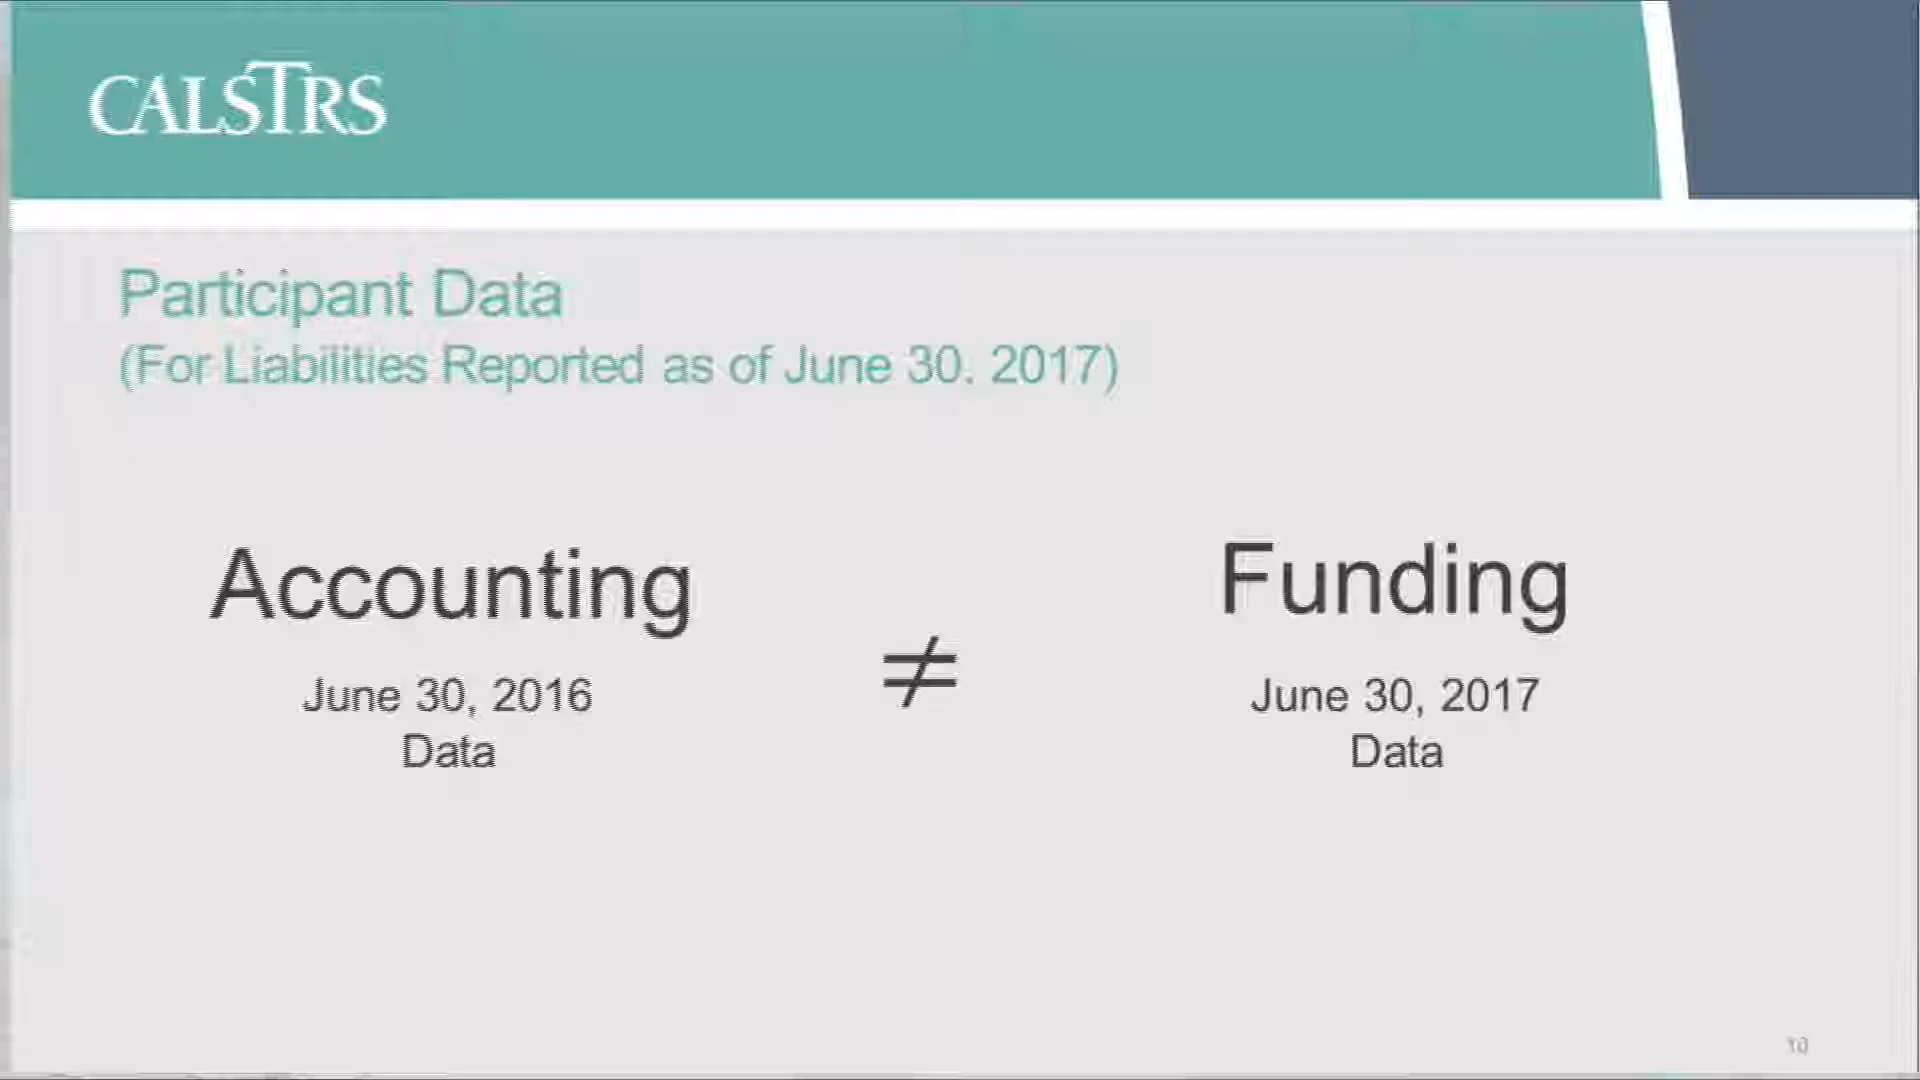 CALSTRS
Participant Data
(For Liabilities Reported as of June 30. 2017)
Accounting
June 30, 2016
Data
≠
Funding
June 30, 2017
Data
10